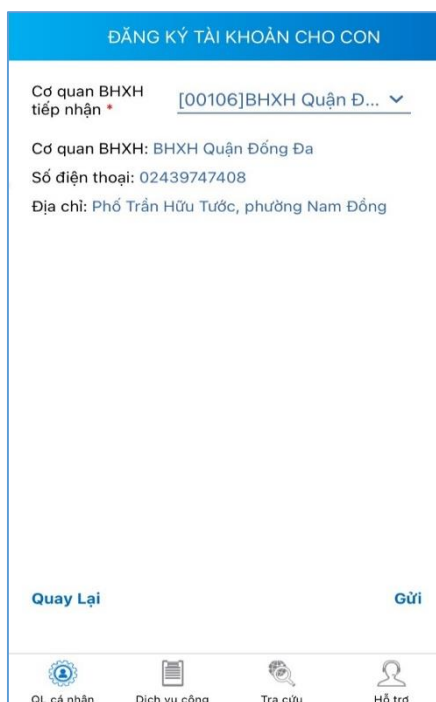 ĐĂNG KÝ TÀI KHOẢN CHO CON
Cơ quan BHXH
tiếp nhận *
[00106]BHXH Quận Đ...
Cơ quan BHXH: BHXH Quận Đống Đa
Số điện thoại: 02439747408
Địa chỉ: Phố Trần Hữu Tước, phường Nam Đồng
Quay Lại
Gửi
QL cá nhân
Dịch vụ công
Tra cứu
Hỗ trợ